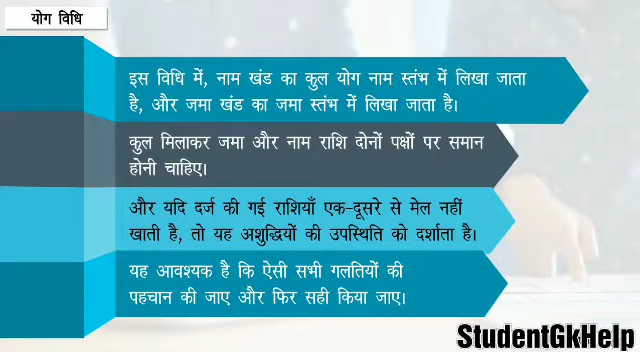 योग विधि
इस विधि में, नाम खंड का कुल योग नाम स्तंभ में लिखा जाता
है, और जमा खंड का जमा स्तंभ में लिखा जाता है।
कुल मिलाकर जमा और नाम राशि दोनों पक्षों पर समान
होनी चाहिए।
और यदि दर्ज की गई राशियाँ एक-दूसरे से मेल नहीं
खाती है, तो यह अशुद्धियों की उपस्थिति को दर्शाता है।
यह आवश्यक है कि ऐसी सभी गलतियों की
पहचान की जाए और फिर सही किया जाए।
StudentGkHelp